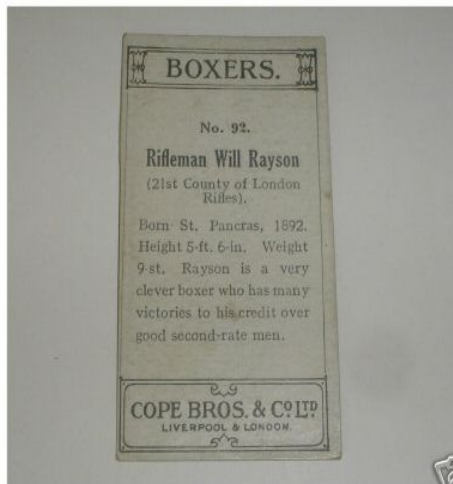 BOXERS.
No. 92.
Rifleman Will Rayson
(21st County of London
Rifles).
Born St. Pancras, 1892.
Height 5-ft. 6-in. Weight
9-st. Rayson is a very
clever boxer who has many
victories to his credit over
good second-rate men.
COPE BROS. & CO LTD
LIVERPOOL & LONDON.